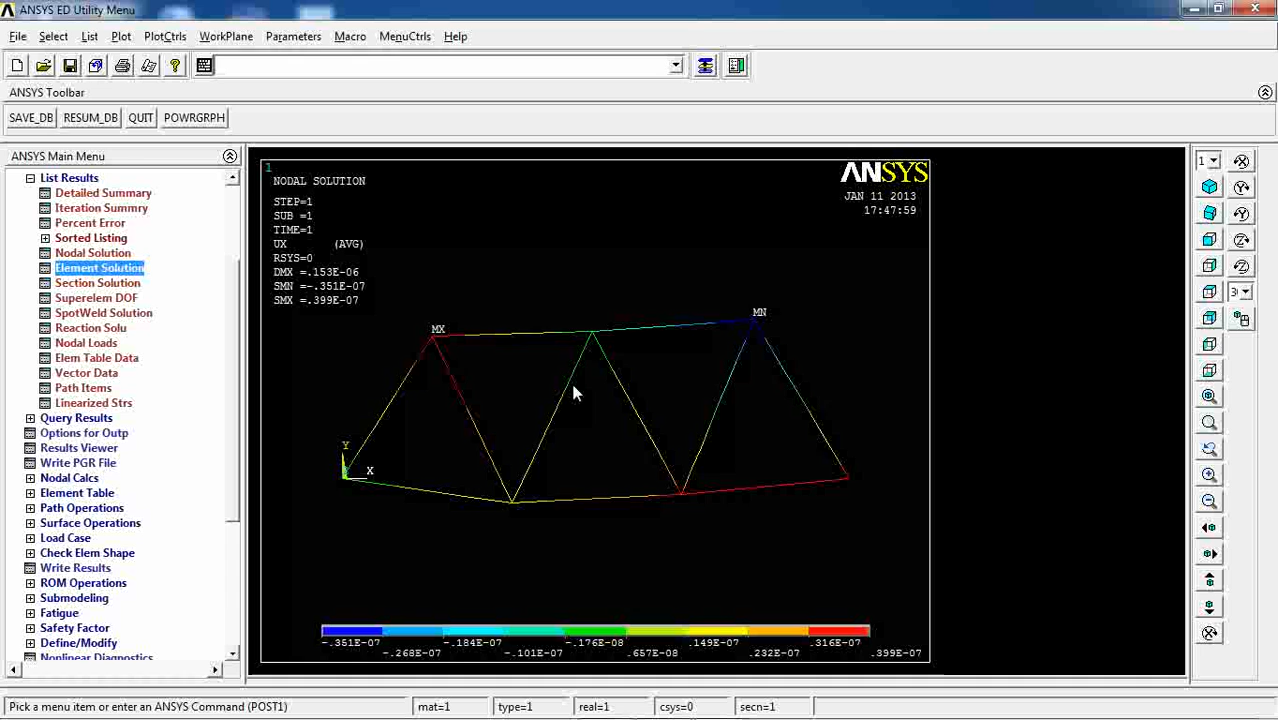 ANSYS ED Utility Menu
File Select List Plot PlotCtrls WorkPlane Parameters Macro MenuCtrls Help
ANSYS Toolbar
SAVE_DB RESUM_DB QUIT POWRGRPH
ANSYS Main Menu
List Results
Detailed Summary
Iteration Summry
Percent Error
Sorted Listing
Nodal Solution
Element Solution
Section Solution
Superelem DOF
SpotWeld Solution
Reaction Solu
Nodal Loads
Elem Table Data
Vector Data
Path Items
Linearized Strs
Query Results
Options for Outp
Results Viewer
Write PGR File
Nodal Calcs
Element Table
Path Operations
Surface Operations
Load Case
Check Elem Shape
Write Results
ROM Operations
Submodeling
Fatigue
Safety Factor
Define/Modify
Nonlinear Diagnostics
1
NODAL SOLUTION
STEP=1
SUB =1
TIME=1
UX (AVG)
RSYS=0
DMX =.153E-06
SMN =-.351E-07
SMX =.399E-07
ANSYS
JAN 11 2013
17:47:59
MX
MN
Y
X
-.351E-07 -.184E-07 -.176E-08 .149E-07 .316E-07
-.268E-07 -.101E-07 .657E-08 .232E-07 .399E-07
1
Pick a menu item or enter an ANSYS Command (POST1) mat=1 type=1 real=1 csys=0 secn=1